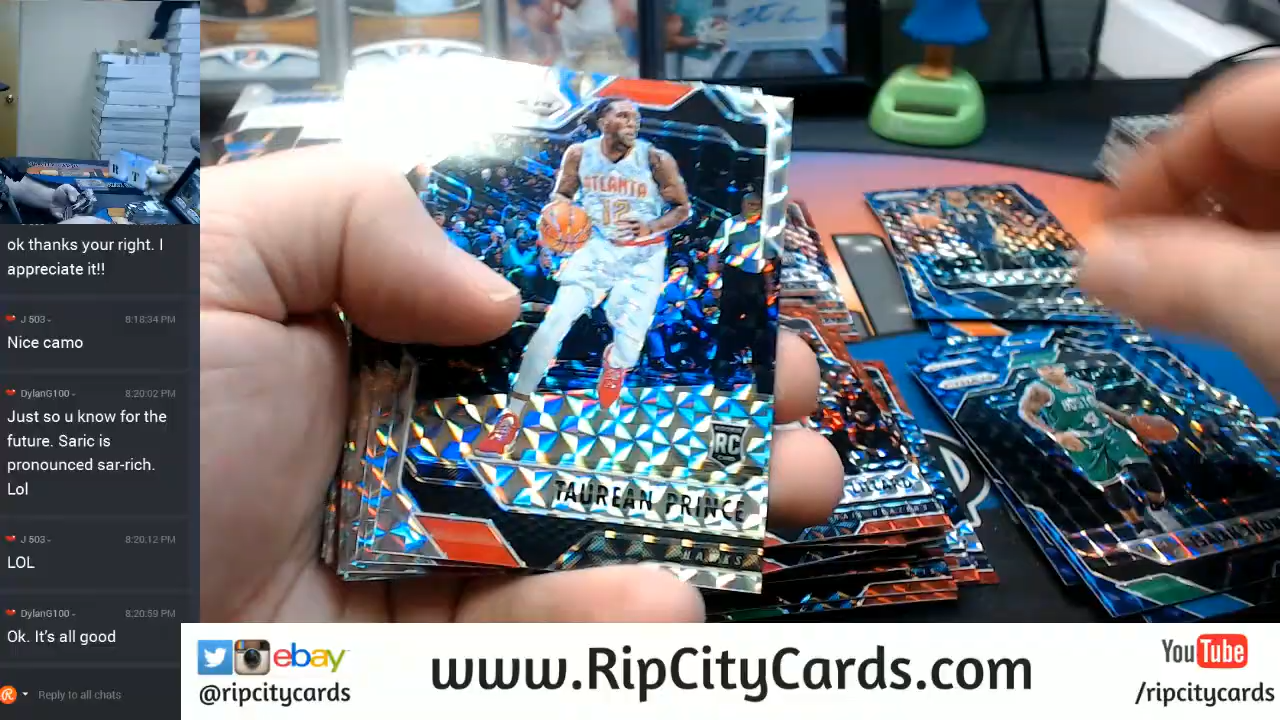 ok thanks your right. I
appreciate it!!
J 503 - 8:18:34 PM
Nice camo
DylanG100 - 8:20:02 PM
Just so u know for the
future. Saric is
pronounced sar-rich.
Lol
J 503 - 8:20:12 PM
LOL
DylanG100 - 8:20:59 PM
Ok. It's all good
Reply to all chats
ATLANTA
12
RC
TAUREAN PRINCE
HAWKS
LILLARD
BOSTON
ebay
@ripcitycards
www.RipCityCards.com
YouTube
/ripcitycards